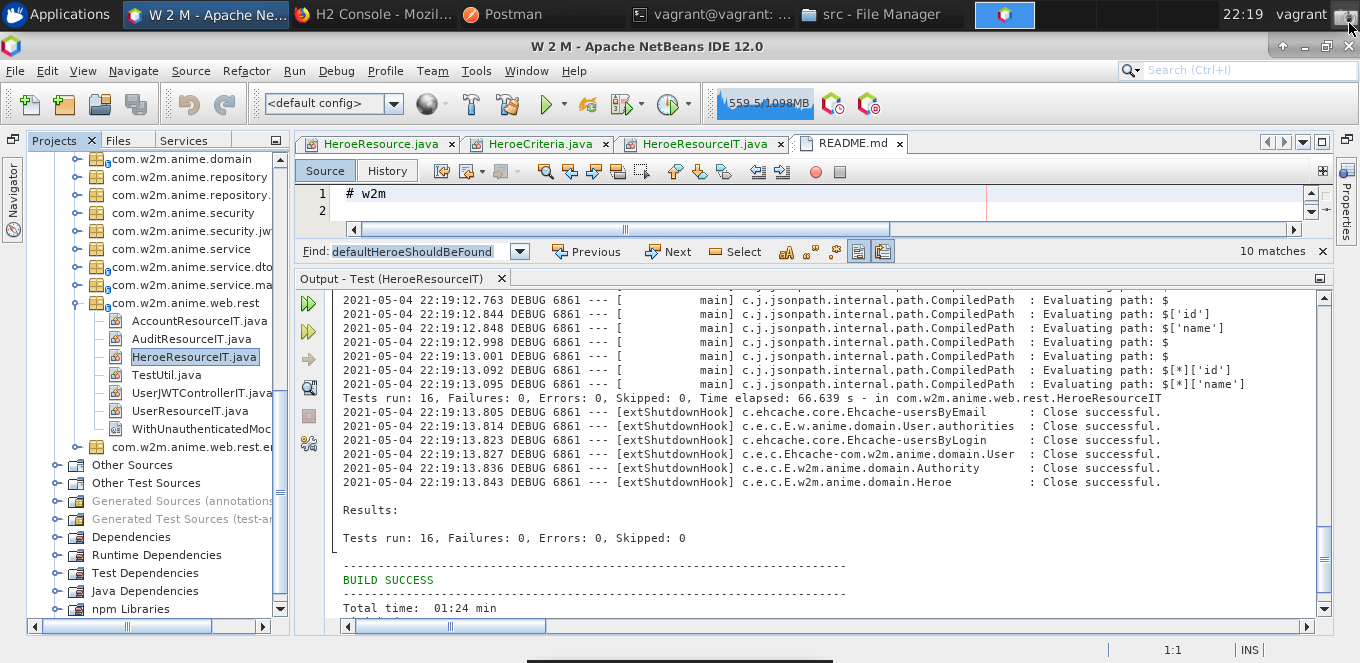 Applications
W 2 M - Apache Ne...
H2 Console - Mozil...
Postman
vagrant@vagrant: ...
src - File Manager
22:19
vagrant
W 2 M - Apache NetBeans IDE 12.0
File Edit View Navigate Source Refactor Run Debug Profile Team Tools Window Help
Search (Ctrl+I)
<default config>
559.5/1098MB
Projects
Files
Services
Navigator
Properties
com.w2m.anime.domain
com.w2m.anime.repository
com.w2m.anime.repository.
com.w2m.anime.security
com.w2m.anime.security.jw
com.w2m.anime.service
com.w2m.anime.service.dto
com.w2m.anime.service.ma
com.w2m.anime.web.rest
AccountResourceIT.java
AuditResourceIT.java
HeroeResourceIT.java
TestUtil.java
UserJWTControllerIT.java
UserResourceIT.java
WithUnauthenticatedMoc
com.w2m.anime.web.rest.er
Other Sources
Other Test Sources
Generated Sources (annotations
Generated Test Sources (test-an
Dependencies
Runtime Dependencies
Test Dependencies
Java Dependencies
npm Libraries
HeroeResource.java
HeroeCriteria.java
HeroeResourceIT.java
README.md
Source
History
1 # w2m
2
Find: defaultHeroeShouldBeFound
Previous
Next
Select
10 matches
Output - Test (HeroeResourceIT)
2021-05-04 22:19:12.763 DEBUG 6861 --- [           main] c.j.jsonpath.internal.path.CompiledPath  : Evaluating path: $
2021-05-04 22:19:12.844 DEBUG 6861 --- [           main] c.j.jsonpath.internal.path.CompiledPath  : Evaluating path: $['id']
2021-05-04 22:19:12.848 DEBUG 6861 --- [           main] c.j.jsonpath.internal.path.CompiledPath  : Evaluating path: $['name']
2021-05-04 22:19:12.998 DEBUG 6861 --- [           main] c.j.jsonpath.internal.path.CompiledPath  : Evaluating path: $
2021-05-04 22:19:13.001 DEBUG 6861 --- [           main] c.j.jsonpath.internal.path.CompiledPath  : Evaluating path: $
2021-05-04 22:19:13.092 DEBUG 6861 --- [           main] c.j.jsonpath.internal.path.CompiledPath  : Evaluating path: $[*]['id']
2021-05-04 22:19:13.095 DEBUG 6861 --- [           main] c.j.jsonpath.internal.path.CompiledPath  : Evaluating path: $[*]['name']
Tests run: 16, Failures: 0, Errors: 0, Skipped: 0, Time elapsed: 66.639 s - in com.w2m.anime.web.rest.HeroeResourceIT
2021-05-04 22:19:13.805 DEBUG 6861 --- [extShutdownHook] c.ehcache.core.Ehcache-usersByEmail      : Close successful.
2021-05-04 22:19:13.814 DEBUG 6861 --- [extShutdownHook] c.e.c.E.w.anime.domain.User.authorities  : Close successful.
2021-05-04 22:19:13.823 DEBUG 6861 --- [extShutdownHook] c.ehcache.core.Ehcache-usersByLogin      : Close successful.
2021-05-04 22:19:13.827 DEBUG 6861 --- [extShutdownHook] c.e.c.Ehcache-com.w2m.anime.domain.User  : Close successful.
2021-05-04 22:19:13.836 DEBUG 6861 --- [extShutdownHook] c.e.c.E.w2m.anime.domain.Authority       : Close successful.
2021-05-04 22:19:13.843 DEBUG 6861 --- [extShutdownHook] c.e.c.E.w2m.anime.domain.Heroe           : Close successful.
Results:
Tests run: 16, Failures: 0, Errors: 0, Skipped: 0
------------------------------------------------------------------------
BUILD SUCCESS
------------------------------------------------------------------------
Total time:  01:24 min
1:1
INS